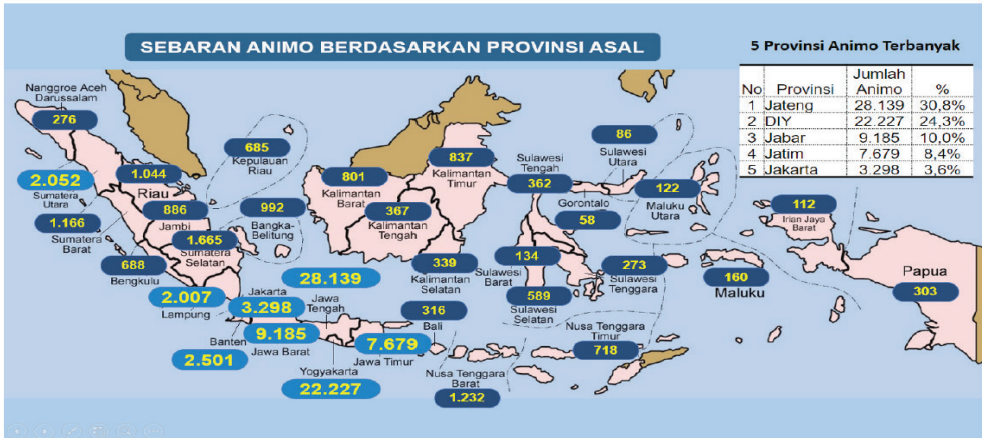 SEBARAN ANIMO BERDASARKAN PROVINSI ASAL
5 Provinsi Animo Terbanyak
No Provinsi Jumlah Animo %
1 Jateng 28.139 30,8%
2 DIY 22.227 24,3%
3 Jabar 9.185 10,0%
4 Jatim 7.679 8,4%
5 Jakarta 3.298 3,6%
Nanggroe Aceh
Darussalam
276
2.052
Sumatera
Utara
1.166
Sumatera
Barat
1.044
Riau
685
Kepulauan
Riau
886
Jambi
992
Bangka-
Belitung
1.665
Sumatera
Selatan
688
Bengkulu
2.007
Lampung
Jakarta
3.298
Banten
2.501
9.185
Jawa Barat
28.139
Jawa
Tengah
Yogyakarta
22.227
7.679
Jawa Timur
316
Bali
Nusa Tenggara
Barat
1.232
Nusa Tenggara
Timur
718
801
Kalimantan
Barat
367
Kalimantan
Tengah
837
Kalimantan
Timur
339
Kalimantan
Selatan
86
Sulawesi
Utara
Sulawesi
Tengah
362
Gorontalo
58
134
Sulawesi
Barat
589
Sulawesi
Selatan
273
Sulawesi
Tenggara
122
Maluku
Utara
160
Maluku
112
Irian Jaya
Barat
Papua
303